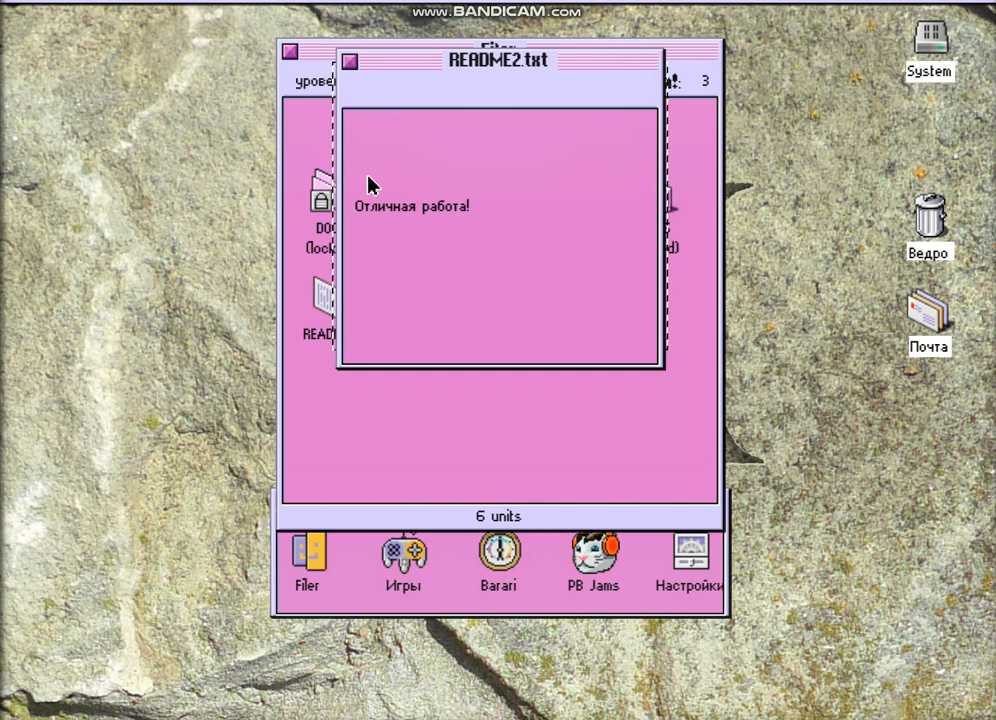 www.BANDICAM.com
README2.txt
3
System
Отличная работа!
Ведро
Почта
6 units
Filer
Игры
Barari
PB Jams
Настройки